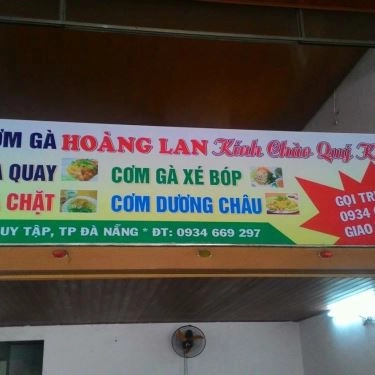 CƠM GÀ HOÀNG LAN Kính Chào Quý K
QUAY CƠM GÀ XÉ BÓP
CHẶT CƠM DƯƠNG CHÂU
UY TẬP, TP ĐÀ NẴNG * ĐT: 0934 669 297
GỌI TR
0934
GIAO